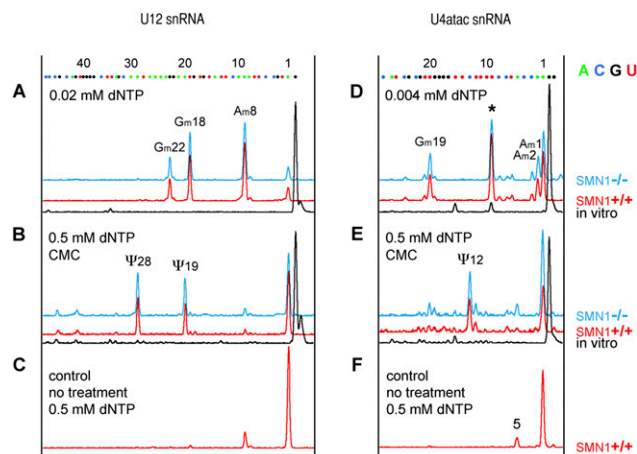 U12 snRNA
U4atac snRNA
40 30 20 10 1
20 10 1
A C G U
A
0.02 mM dNTP
Gm22
Gm18
Am8
D
0.004 mM dNTP
Gm19
*
Am1
Am2
SMN1-/-
SMN1+/+
in vitro
B
0.5 mM dNTP
CMC
Ψ28
Ψ19
E
0.5 mM dNTP
CMC
Ψ12
SMN1-/-
SMN1+/+
in vitro
C
control
no treatment
0.5 mM dNTP
F
control
no treatment
0.5 mM dNTP
5
SMN1+/+